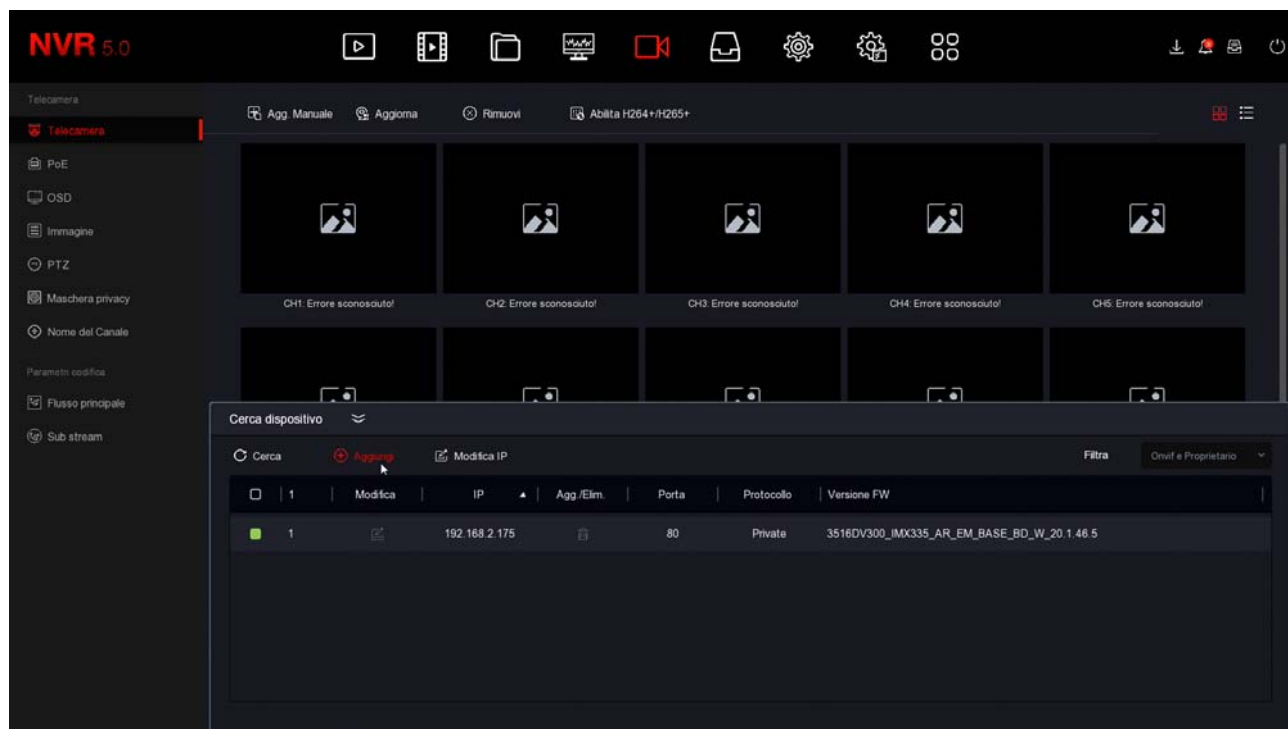 NVR 5.0
Telecamera
Telecamera
PoE
OSD
Immagine
PTZ
Maschera privacy
Nome del Canale
Parametri codifica
Flusso principale
Sub stream
Agg. Manuale Aggiorna Rimuovi Abilita H264+/H265+
CH1: Errore sconosciuto! CH2: Errore sconosciuto! CH3: Errore sconosciuto! CH4: Errore sconosciuto! CH5: Errore sconosciuto!
Cerca dispositivo
Cerca Aggiungi Modifica IP Filtra Onvif e Proprietario
1 Modifica IP Agg./Elim. Porta Protocollo Versione FW
1 192.168.2.175 80 Private 3516DV300_IMX335_AR_EM_BASE_BD_W_20.1.46.5